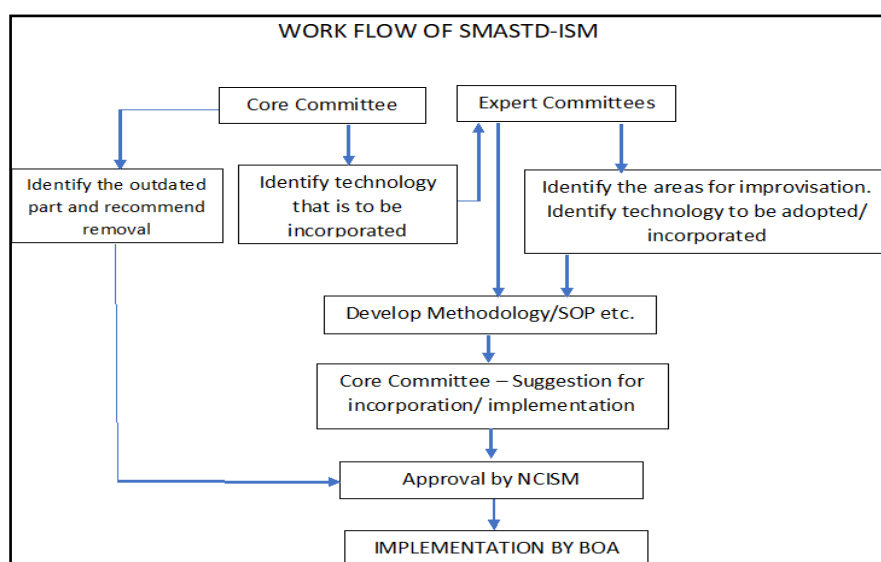 WORK FLOW OF SMASTD-ISM
Core Committee
Expert Committees
Identify the outdated
part and recommend
removal
Identify technology
that is to be
incorporated
Identify the areas for improvisation.
Identify technology to be adopted/
incorporated
Develop Methodology/SOP etc.
Core Committee – Suggestion for
incorporation/ implementation
Approval by NCISM
IMPLEMENTATION BY BOA